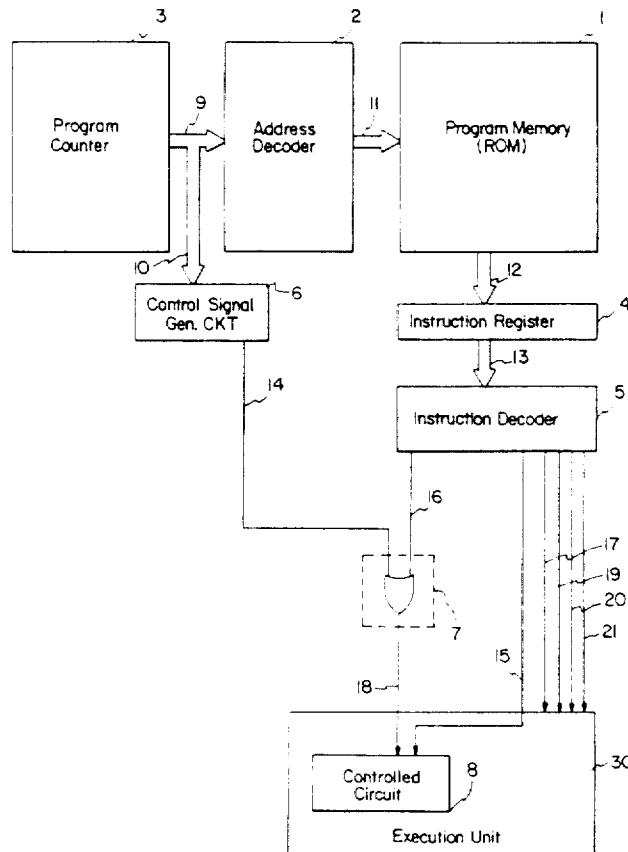 3
2
1
Program
Counter
9
Address
Decoder
11
Program Memory
(ROM)
10
12
6
Control Signal
Gen. CKT
Instruction Register
4
13
14
5
Instruction Decoder
16
17
19
20
7
21
15
18
30
Controlled
Circuit
8
Execution Unit